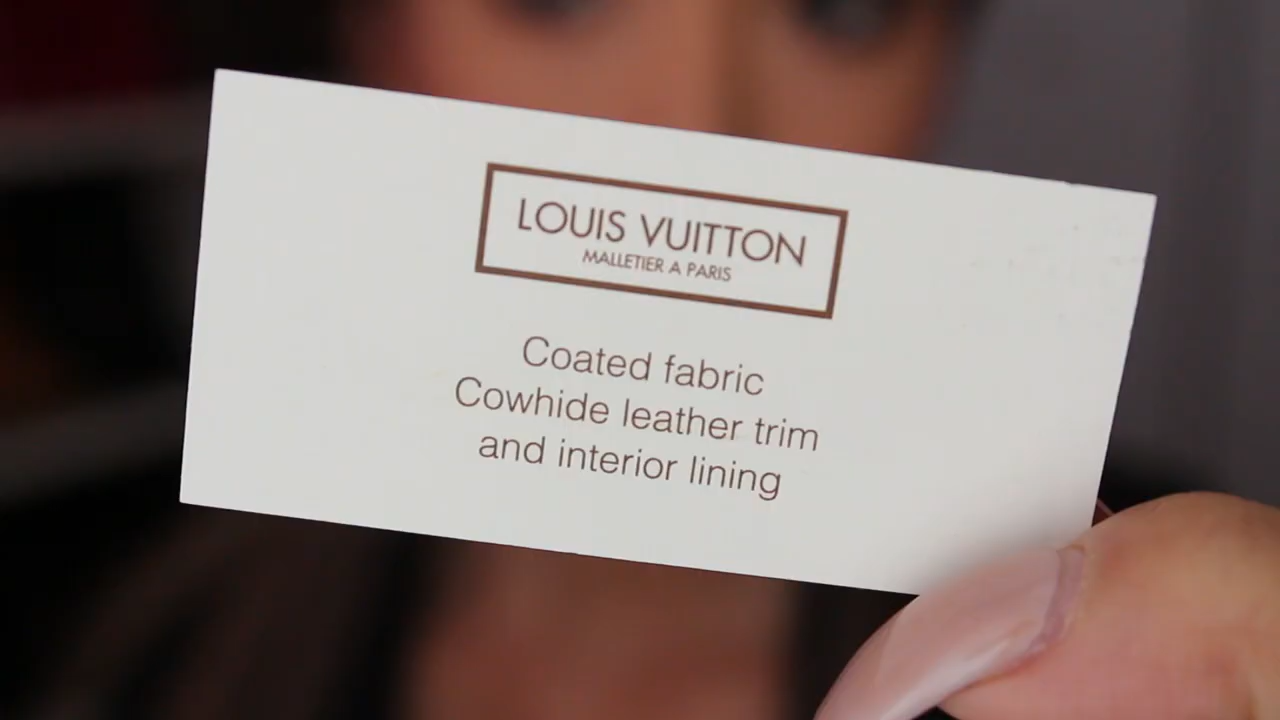 LOUIS VUITTON
MALLETIER A PARIS
Coated fabric
Cowhide leather trim
and interior lining